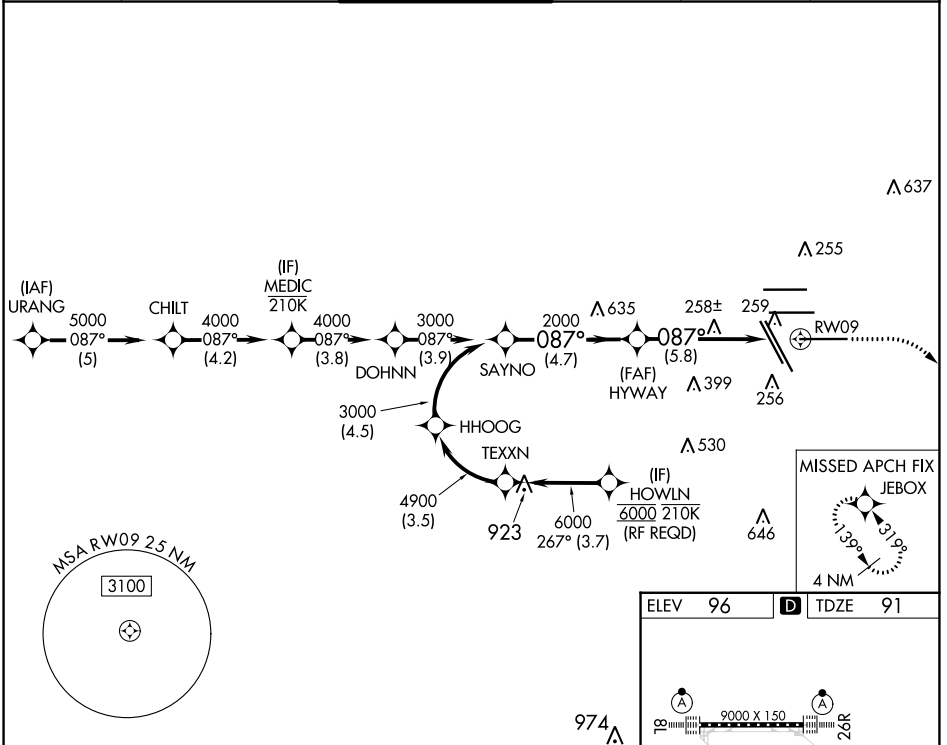 637
255
(IAF)
URANG
5000
087°
(5)
CHILT
4000
087°
(4.2)
(IF)
MEDIC
210K
4000
087°
(3.8)
DOHNN
3000
087°
(3.9)
SAYNO
2000
087°
(4.7)
635
(FAF)
HYWAY
087°
(5.8)
258±
259
RW09
399
256
3000
(4.5)
HHOOG
TEXXN
530
4900
(3.5)
923
6000
267° (3.7)
(IF)
HOWLN
6000 210K
(RF REQD)
646
MISSED APCH FIX
JEBOX
139°
319°
4 NM
MSA RW09 25 NM
3100
ELEV 96 D TDZE 91
A
A
8L
9000 X 150
26R
974